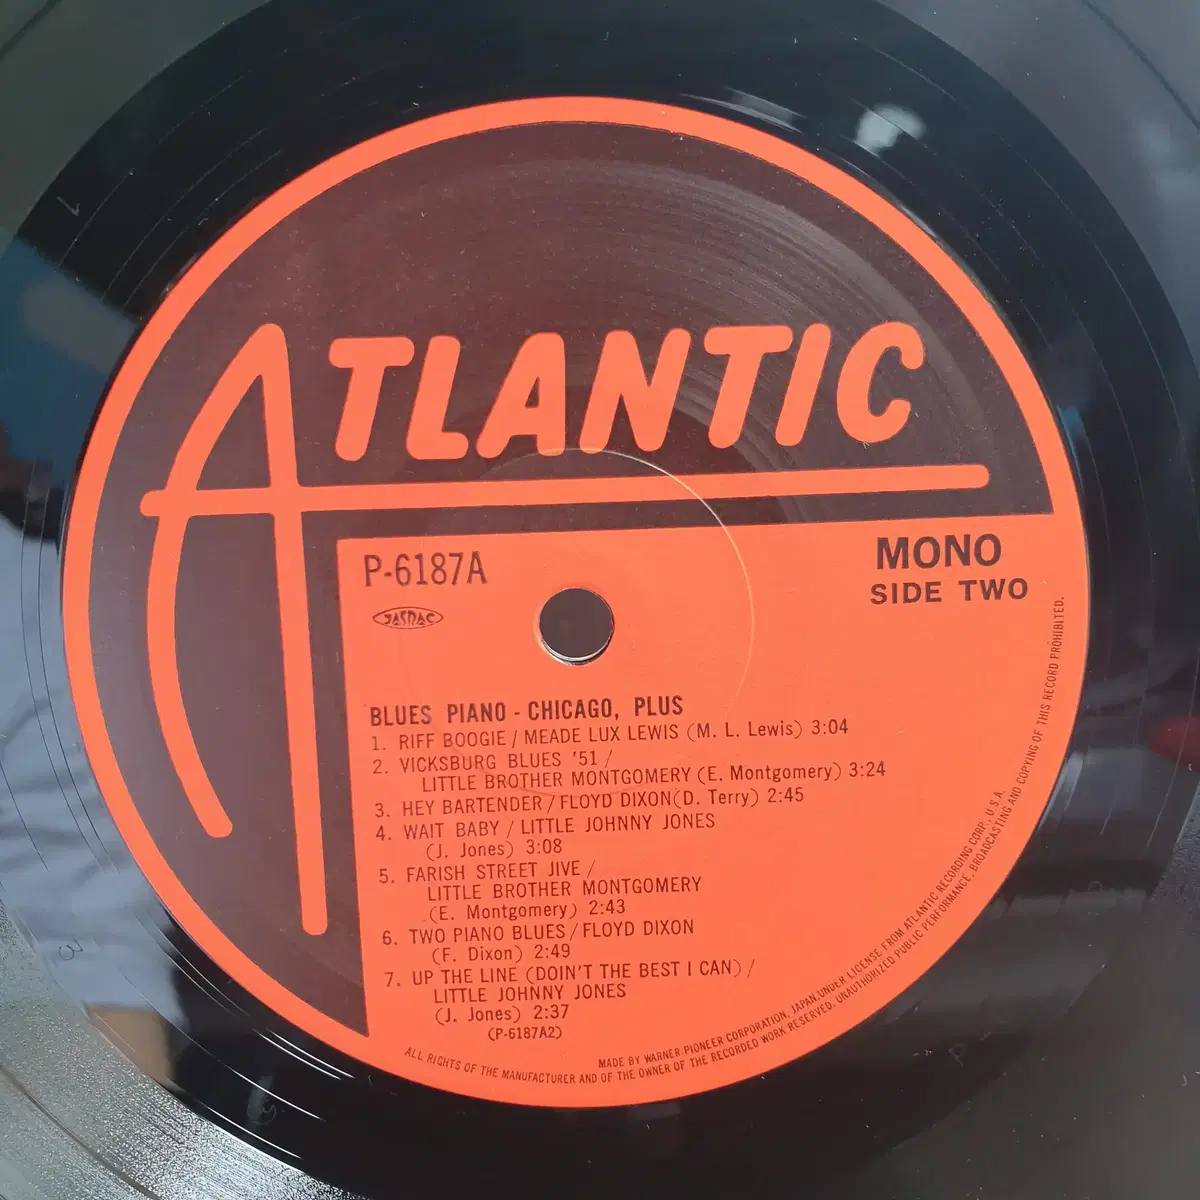 ATLANTIC
P-6187A
MONO
JASRAC
SIDE TWO
BLUES PIANO - CHICAGO, PLUS
1. RIFF BOOGIE / MEADE LUX LEWIS (M. L. Lewis) 3:04
2. VICKSBURG BLUES '51 /
LITTLE BROTHER MONTGOMERY (E. Montgomery) 3:24
3. HEY BARTENDER / FLOYD DIXON(D. Terry) 2:45
4. WAIT BABY / LITTLE JOHNNY JONES
(J. Jones) 3:08
5. FARISH STREET JIVE /
LITTLE BROTHER MONTGOMERY
(E. Montgomery) 2:43
6. TWO PIANO BLUES / FLOYD DIXON
(F. Dixon) 2:49
7. UP THE LINE (DOIN'T THE BEST I CAN) /
LITTLE JOHNNY JONES
(J. Jones) 2:37
(P-6187A2)
MADE BY WARNER-PIONEER CORPORATION, JAPAN, UNDER LICENSE FROM ATLANTIC RECORDING CORP., U.S.A.
ALL RIGHTS OF THE MANUFACTURER AND OF THE OWNER OF THE RECORDED WORK RESERVED. UNAUTHORIZED PUBLIC PERFORMANCE, BROADCASTING AND COPYING OF THIS RECORD PROHIBITED.